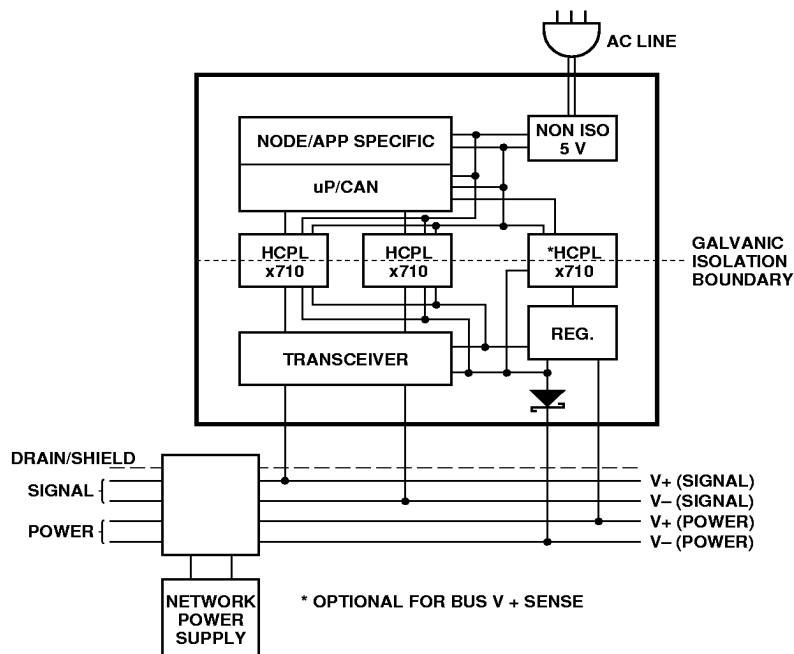 AC LINE
NON ISO
5 V
NODE/APP SPECIFIC
uP/CAN
HCPL
x710
HCPL
x710
*HCPL
x710
GALVANIC
ISOLATION
BOUNDARY
REG.
TRANSCEIVER
DRAIN/SHIELD
SIGNAL
POWER
V+ (SIGNAL)
V– (SIGNAL)
V+ (POWER)
V– (POWER)
NETWORK
POWER
SUPPLY
* OPTIONAL FOR BUS V + SENSE